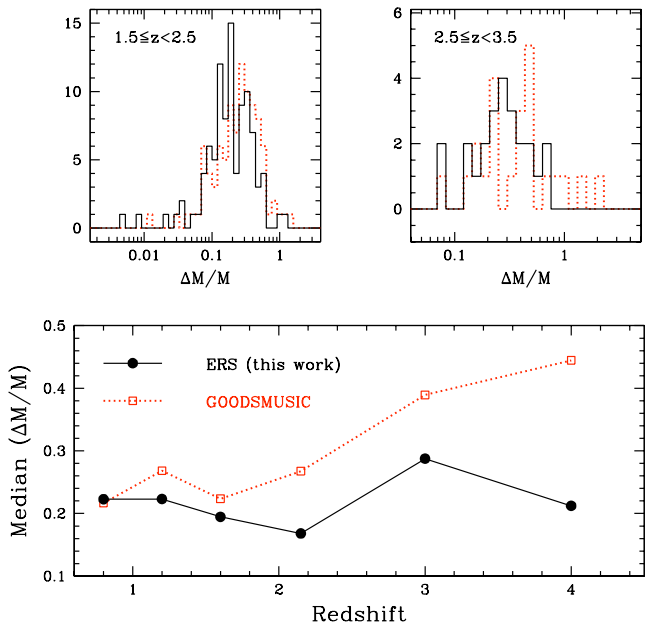 1.5≦z<2.5
15
10
5
0
0.01 0.1 1
ΔM/M
2.5≦z<3.5
6
4
2
0
0.1 1
ΔM/M
0.5
0.4
0.3
0.2
0.1
Median (ΔM/M)
ERS (this work)
GOODSMUSIC
1 2 3 4
Redshift